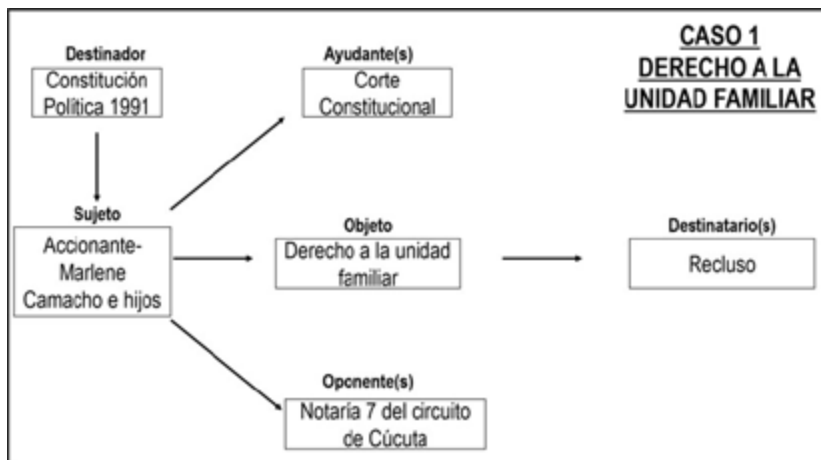 CASO 1
DERECHO A LA
UNIDAD FAMILIAR
Destinador
Constitución
Política 1991
Ayudante(s)
Corte
Constitucional
Sujeto
Accionante-
Marlene
Camacho e hijos
Objeto
Derecho a la unidad
familiar
Destinatario(s)
Recluso
Oponente(s)
Notaría 7 del circuito
de Cúcuta